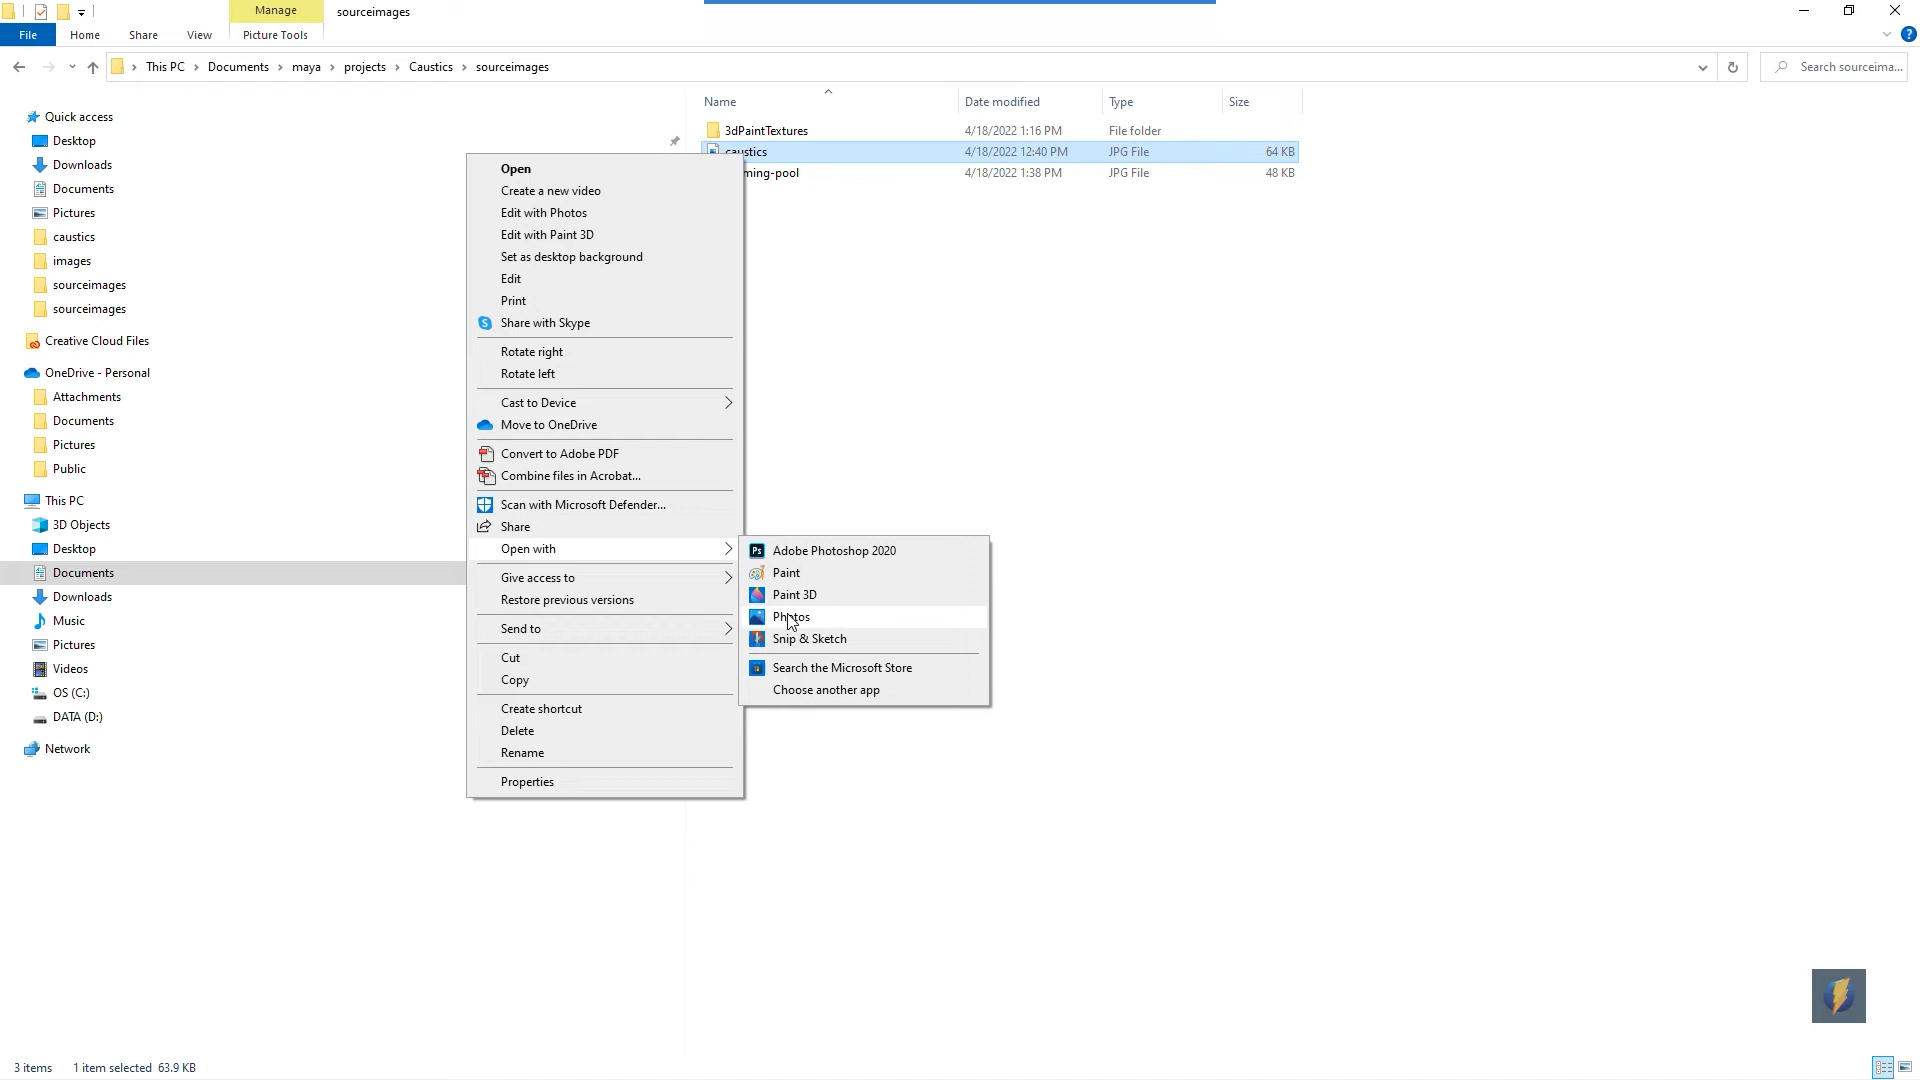 Manage
sourceimages
File
Home
Share
View
Picture Tools
This PC
Documents
maya
projects
Caustics
sourceimages
Search sourceima...
Name
Date modified
Type
Size
3dPaintTextures
4/18/2022 1:16 PM
File folder
caustics
4/18/2022 12:40 PM
JPG File
64 KB
ming-pool
4/18/2022 1:38 PM
JPG File
48 KB
Quick access
Desktop
Downloads
Documents
Pictures
caustics
images
sourceimages
sourceimages
Creative Cloud Files
OneDrive - Personal
Attachments
Documents
Pictures
Public
This PC
3D Objects
Desktop
Documents
Downloads
Music
Pictures
Videos
OS (C:)
DATA (D:)
Network
Open
Create a new video
Edit with Photos
Edit with Paint 3D
Set as desktop background
Edit
Print
Share with Skype
Rotate right
Rotate left
Cast to Device
Move to OneDrive
Convert to Adobe PDF
Combine files in Acrobat...
Scan with Microsoft Defender...
Share
Open with
Give access to
Restore previous versions
Send to
Cut
Copy
Create shortcut
Delete
Rename
Properties
Ps Adobe Photoshop 2020
Paint
Paint 3D
Photos
Snip & Sketch
Search the Microsoft Store
Choose another app
3 items
1 item selected 63.9 KB